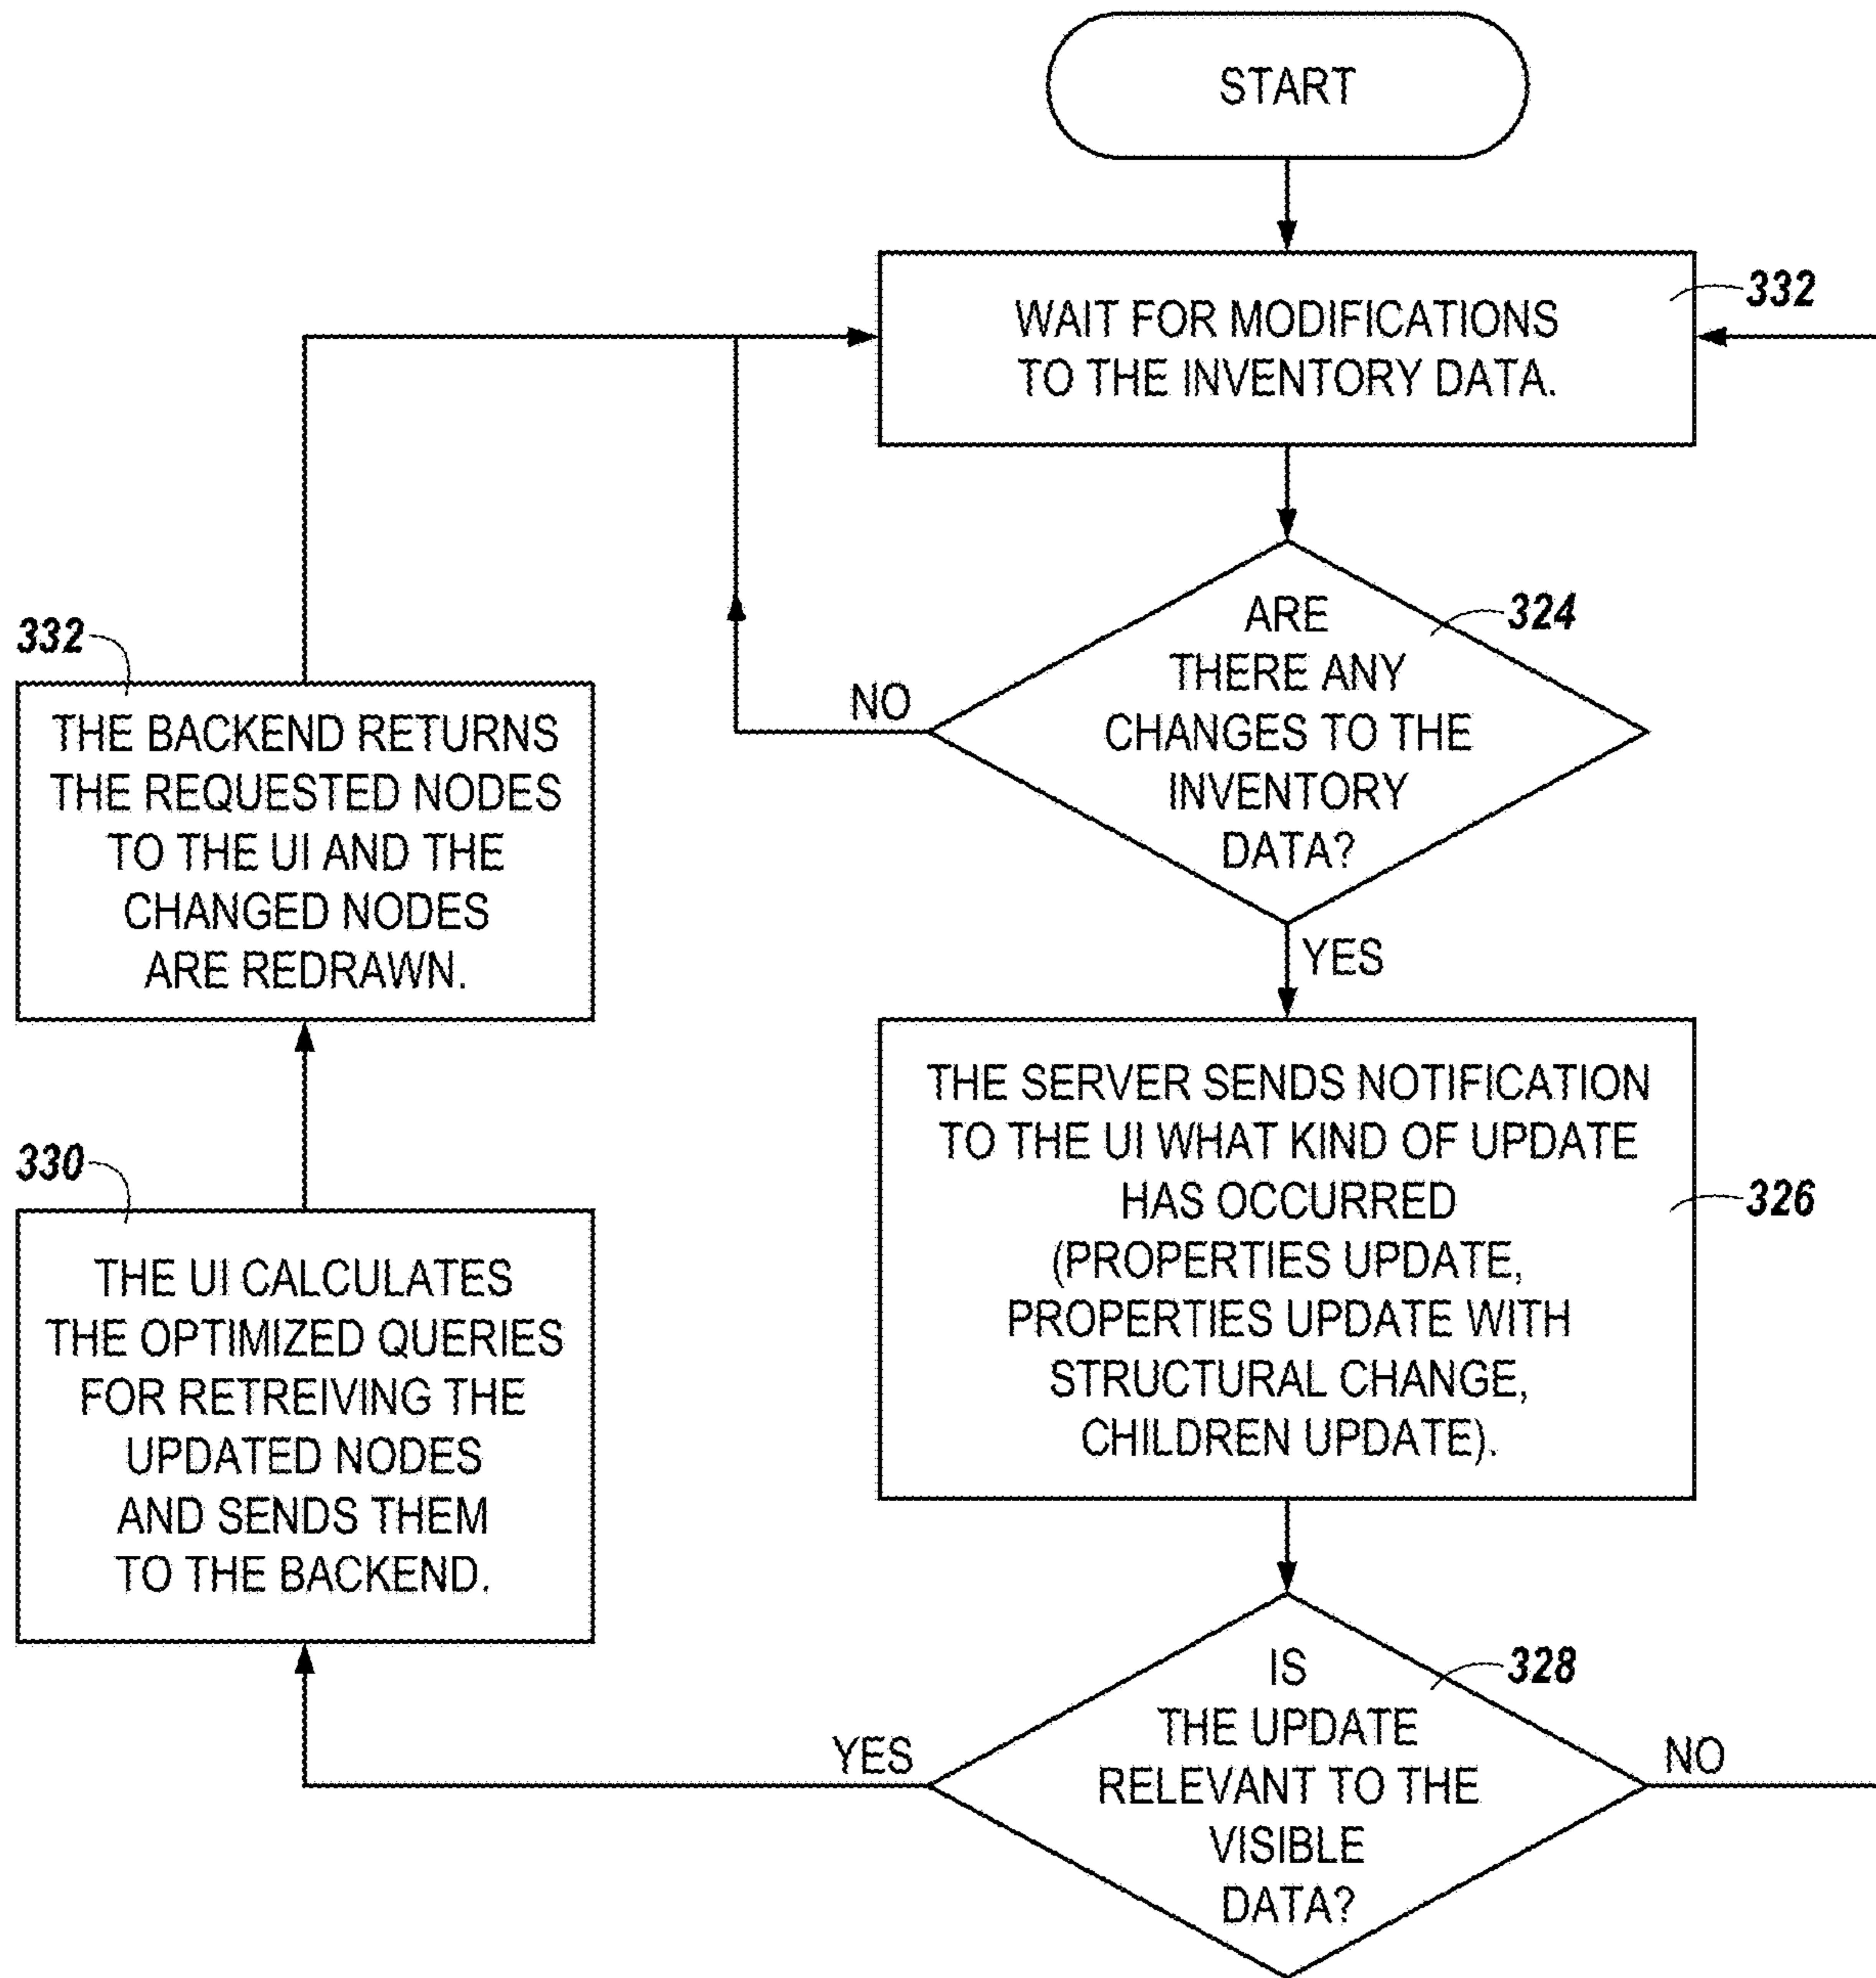 START
WAIT FOR MODIFICATIONS
TO THE INVENTORY DATA.
332
ARE
THERE ANY
CHANGES TO THE
INVENTORY
DATA?
324
NO
YES
THE SERVER SENDS NOTIFICATION
TO THE UI WHAT KIND OF UPDATE
HAS OCCURRED
(PROPERTIES UPDATE,
PROPERTIES UPDATE WITH
STRUCTURAL CHANGE,
CHILDREN UPDATE).
326
IS
THE UPDATE
RELEVANT TO THE
VISIBLE
DATA?
328
NO
YES
330
THE UI CALCULATES
THE OPTIMIZED QUERIES
FOR RETREIVING THE
UPDATED NODES
AND SENDS THEM
TO THE BACKEND.
332
THE BACKEND RETURNS
THE REQUESTED NODES
TO THE UI AND THE
CHANGED NODES
ARE REDRAWN.